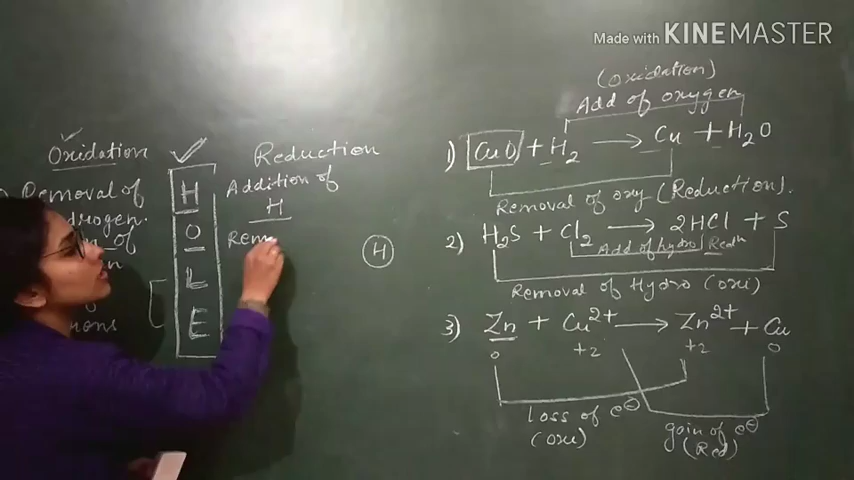 Made with KINEMASTER
Oxidation
Removal of
drogen.
of
H
O
L
E
Reduction
Addition of
H
Rem
H
(Oxidation)
Add of oxygen
1) CuO + H2 → Cu + H2O
Removal of oxy (Reduction).
2) H2S + Cl2 → 2HCl + S
Add of hydro
Removal of Hydro (oxi)
3) Zn + Cu2+ → Zn2+ + Cu
0 +2 +2 0
loss of e⊖
(oxi)
gain of e⊖
(Red)